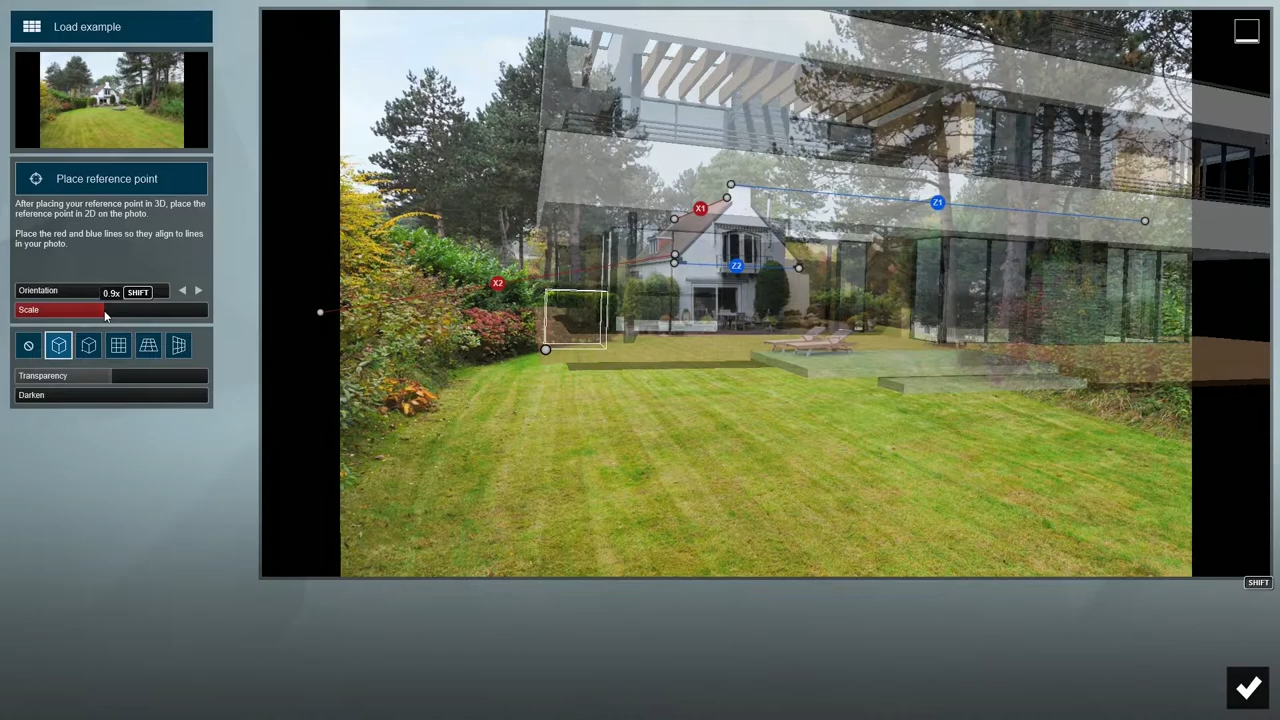 Load example
Place reference point
After placing your reference point in 3D, place the
reference point in 2D on the photo.
Place the red and blue lines so they align to lines
in your photo.
Orientation
0.9x SHIFT
Scale
Transparency
Darken
X1
Z1
Z2
X2
SHIFT